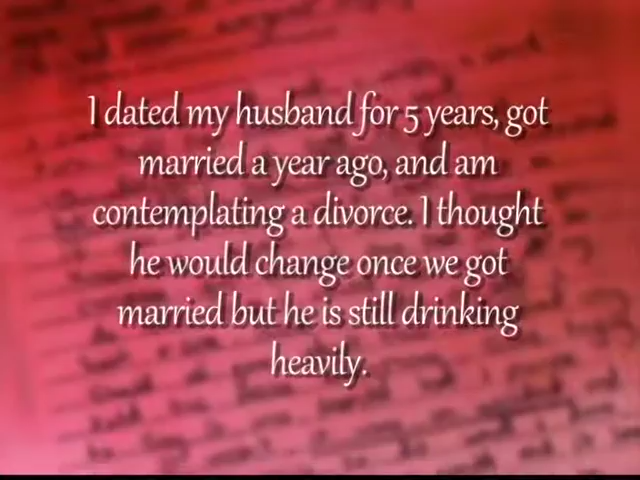 I dated my husband for 5 years, got
married a year ago, and am
contemplating a divorce. I thought
he would change once we got
married but he is still drinking
heavily.